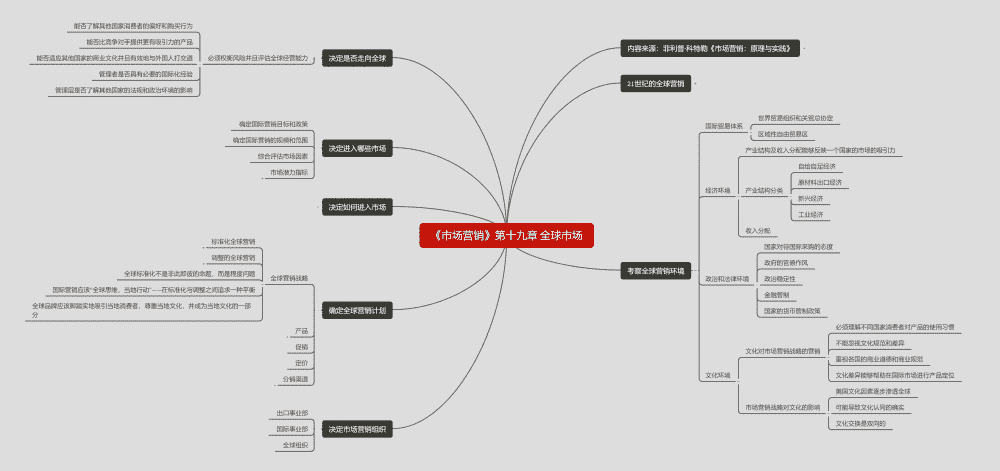 《市场营销》第十九章 全球市场
内容来源：菲利普·科特勒《市场营销：原理与实践》
21世纪的全球营销
考察全球营销环境
国际贸易体系
世界贸易组织和关贸总协定
区域性自由贸易区
经济环境
产业结构及收入分配能够反映一个国家的市场的吸引力
产业结构分类
自给自足经济
原材料出口经济
新兴经济
工业经济
收入分配
政治和法律环境
国家对待国际采购的态度
政府的官僚作风
政治稳定性
金融管制
国家的货币管制政策
文化环境
文化对市场营销战略的营销
必须理解不同国家消费者对产品的使用习惯
不能忽视文化规范和差异
重视各国的商业道德和商业规范
文化差异能够帮助在国际市场进行产品定位
市场营销战略对文化的影响
美国文化因素逐步渗透全球
可能导致文化认同的确实
文化交换是双向的
决定是否走向全球
必须权衡风险并且评估全球经营能力
能否了解其他国家消费者的偏好和购买行为
能否比竞争对手提供更有吸引力的产品
能否适应其他国家的商业文化并且有效地与外国人打交道
管理者是否具有必要的国际化经验
管理层是否了解其他国家的法规和政治环境的影响
决定进入哪些市场
确定国际营销目标和政策
确定国际营销的规模和范围
综合评估市场因素
市场潜力指标
决定如何进入市场
确定全球营销计划
全球营销战略
标准化全球营销
调整的全球营销
全球标准化不是非此即彼的命题，而是程度问题
国际营销应该“全球思维，当地行动”——在标准化与调整之间追求一种平衡
全球品牌应该脚踏实地吸引当地消费者，尊重当地文化，并成为当地文化的一部
分
产品
促销
定价
分销渠道
决定市场营销组织
出口事业部
国际事业部
全球组织